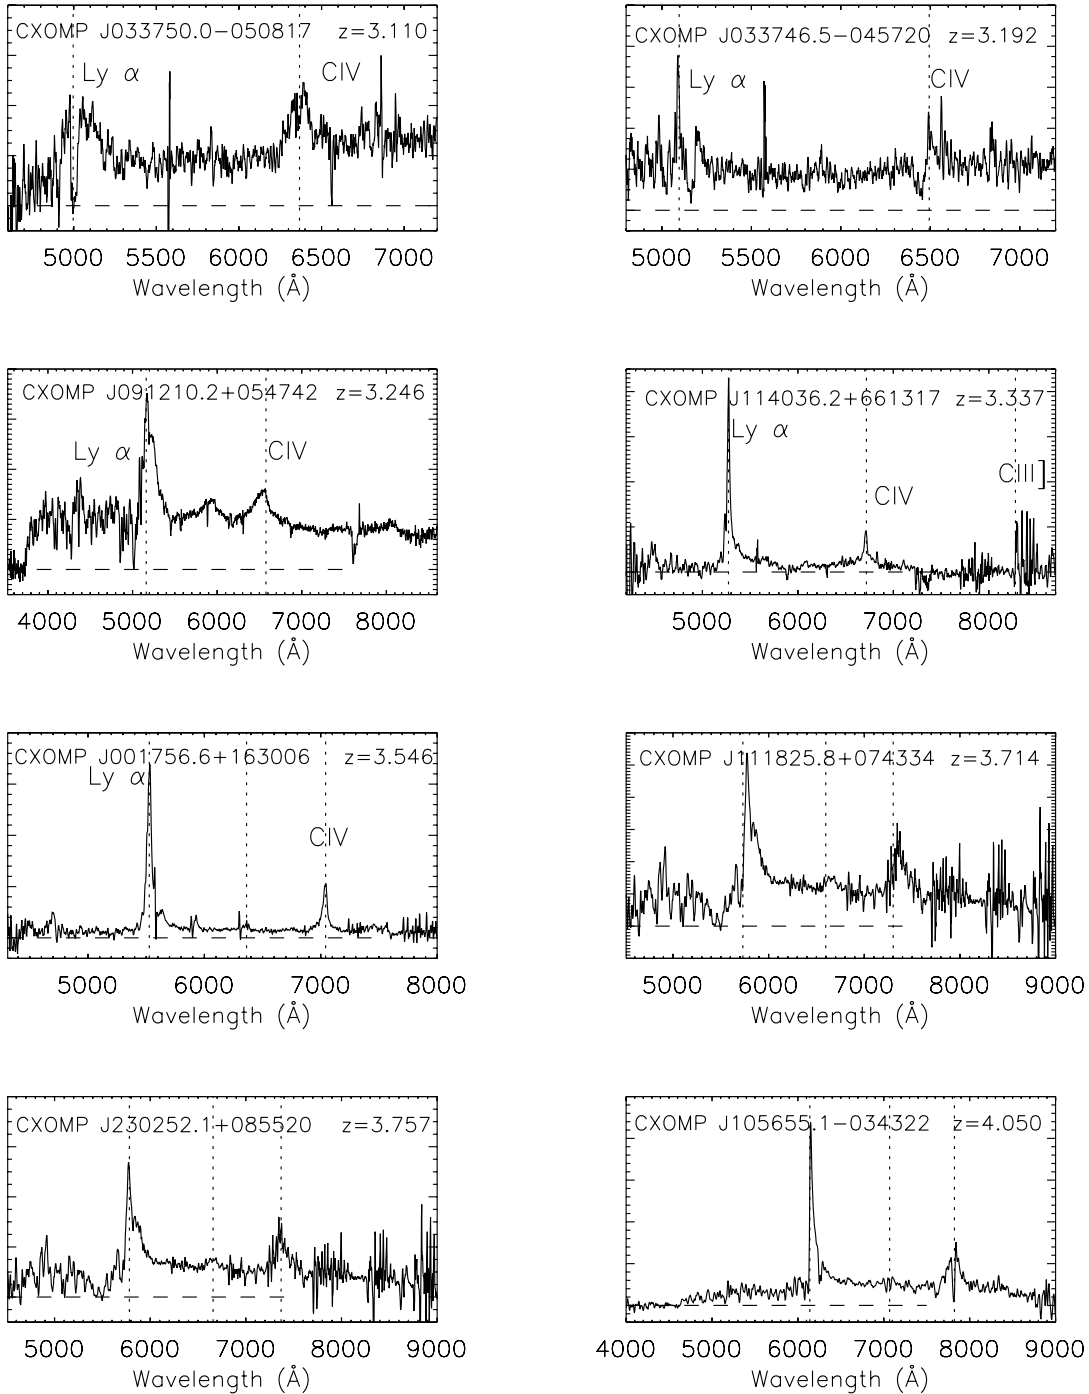 CXOMP J033750.0−050817 z=3.110
Ly α CIV
5000 5500 6000 6500 7000
Wavelength (Å)
CXOMP J033746.5−045720 z=3.192
Ly α CIV
5000 5500 6000 6500 7000
Wavelength (Å)
CXOMP J091210.2+054742 z=3.246
Ly α CIV
4000 5000 6000 7000 8000
Wavelength (Å)
CXOMP J114036.2+661317 z=3.337
Ly α
CIII]
CIV
5000 6000 7000 8000
Wavelength (Å)
CXOMP J001756.6+163006 z=3.546
Ly α
CIV
5000 6000 7000 8000
Wavelength (Å)
CXOMP J111825.8+074334 z=3.714
5000 6000 7000 8000 9000
Wavelength (Å)
CXOMP J230252.1+085520 z=3.757
5000 6000 7000 8000 9000
Wavelength (Å)
CXOMP J105655.1−034322 z=4.050
4000 5000 6000 7000 8000 9000
Wavelength (Å)